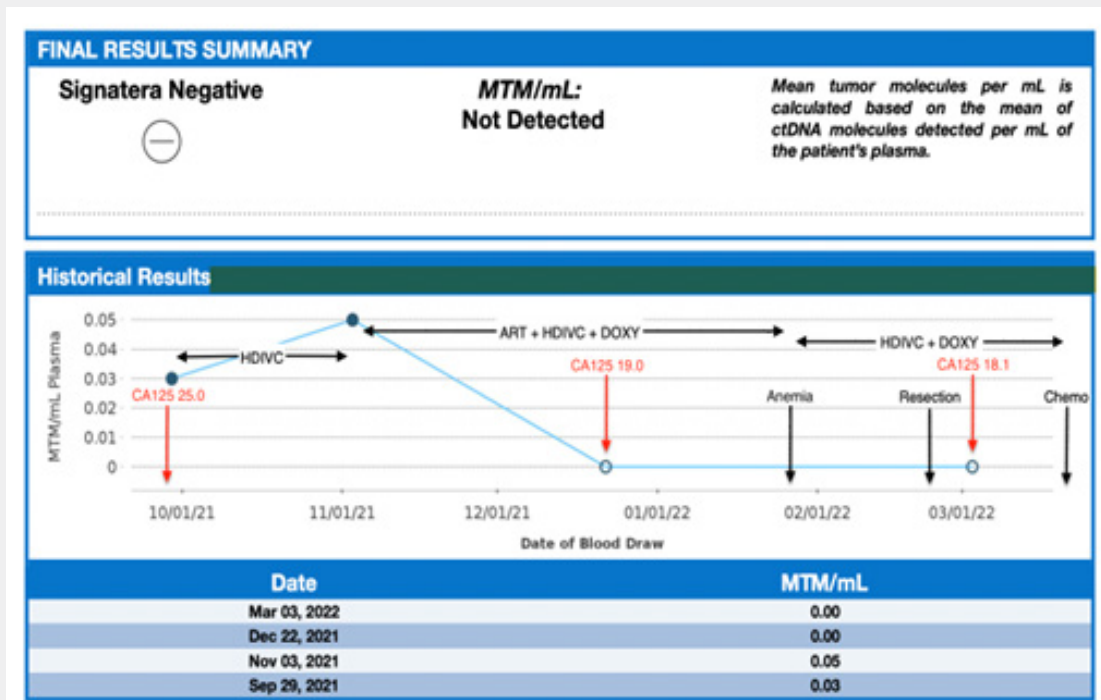 FINAL RESULTS SUMMARY
Signatera Negative
MTM/mL:
Not Detected
Mean tumor molecules per mL is
calculated based on the mean of
ctDNA molecules detected per mL of
the patient's plasma.
Historical Results
MTM/mL Plasma
0.05
0.04
0.03
0.02
0.01
0
HDIVC
ART + HDIVC + DOXY
HDIVC + DOXY
CA125 25.0
CA125 19.0
CA125 18.1
Anemia
Resection
Chemo
10/01/21 11/01/21 12/01/21 01/01/22 02/01/22 03/01/22
Date of Blood Draw
Date MTM/mL
Mar 03, 2022 0.00
Dec 22, 2021 0.00
Nov 03, 2021 0.05
Sep 29, 2021 0.03